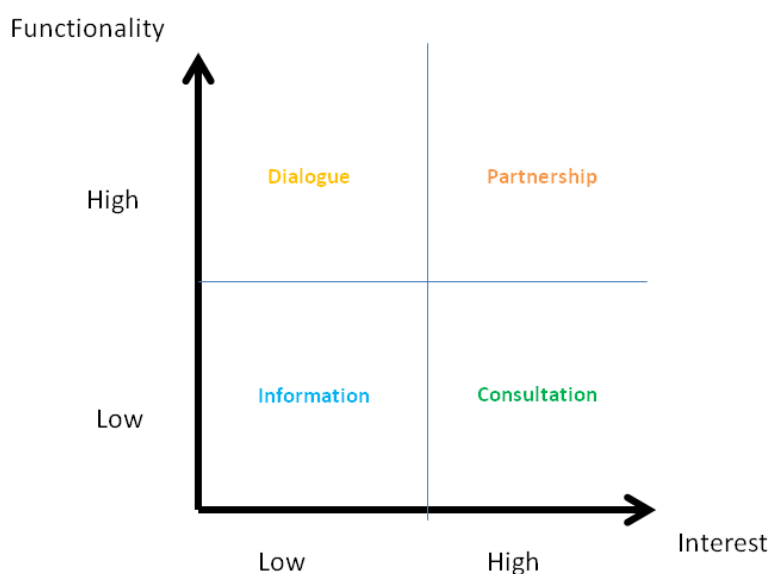 Functionality
Dialogue
Partnership
High
Information
Consultation
Low
Interest
Low
High